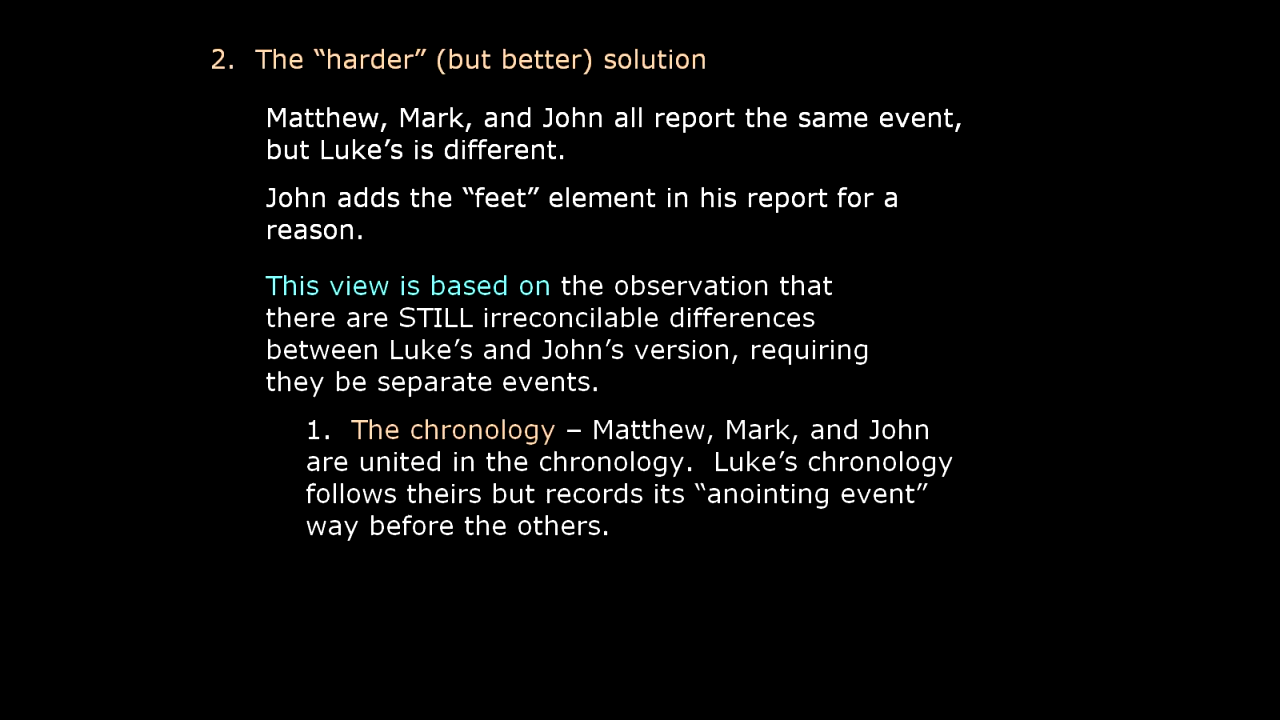 2. The “harder” (but better) solution
Matthew, Mark, and John all report the same event,
but Luke’s is different.
John adds the “feet” element in his report for a
reason.
This view is based on the observation that
there are STILL irreconcilable differences
between Luke’s and John’s version, requiring
they be separate events.
1. The chronology – Matthew, Mark, and John
are united in the chronology. Luke’s chronology
follows theirs but records its “anointing event”
way before the others.